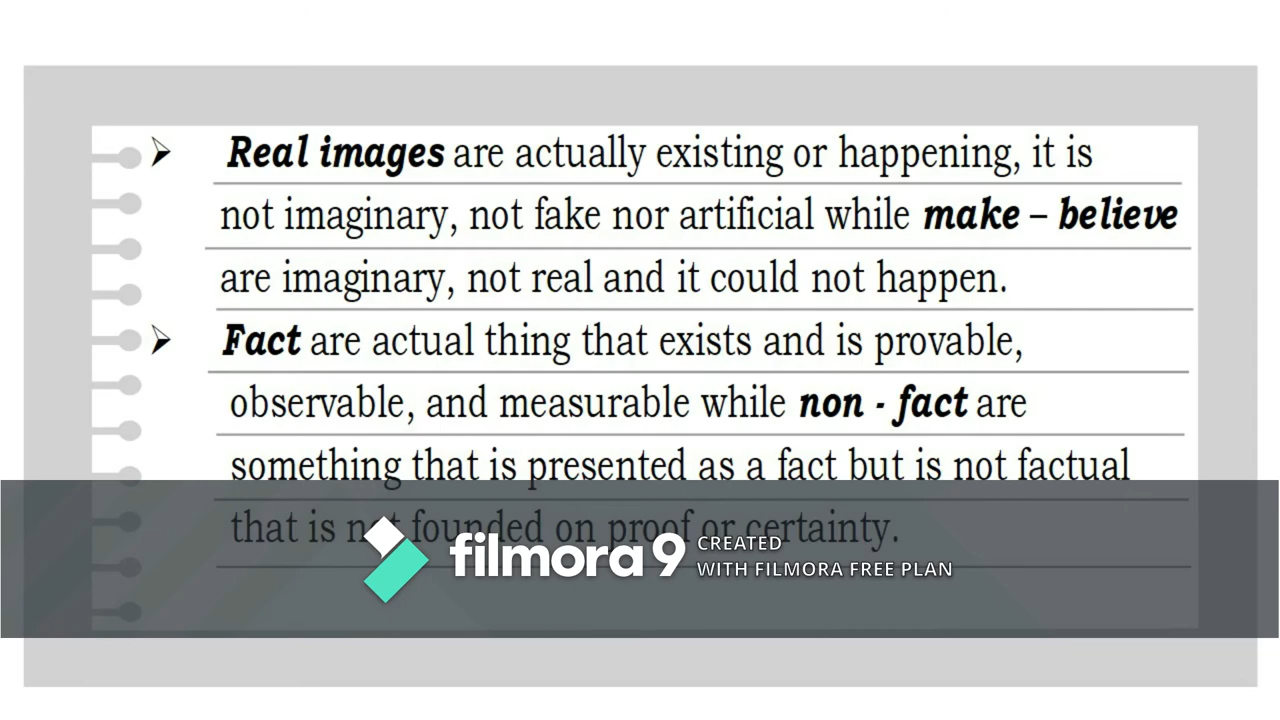 ➢ Real images are actually existing or happening, it is
not imaginary, not fake nor artificial while make – believe
are imaginary, not real and it could not happen.
➢ Fact are actual thing that exists and is provable,
observable, and measurable while non - fact are
something that is presented as a fact but is not factual
that is not founded on proof or certainty.
filmora 9 CREATED
WITH FILMORA FREE PLAN